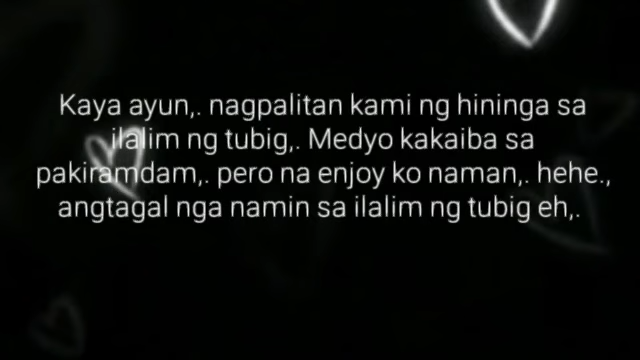 Kaya ayun,. nagpalitan kami ng hininga sa
ilalim ng tubig,. Medyo kakaiba sa
pakiramdam,. pero na enjoy ko naman,. hehe.,
angtagal nga namin sa ilalim ng tubig eh,.